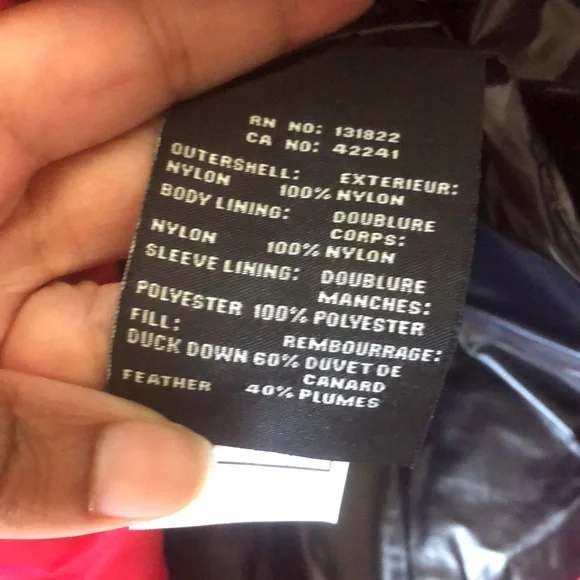 RN NO: 131822
CA NO: 42241
OUTERSHELL: EXTERIEUR:
NYLON 100% NYLON
BODY LINING: DOUBLURE
CORPS:
NYLON 100% NYLON
SLEEVE LINING: DOUBLURE
MANCHES:
POLYESTER 100% POLYESTER
FILL: REMBOURRAGE:
DUCK DOWN 60% DUVET DE
CANARD
FEATHER 40% PLUMES